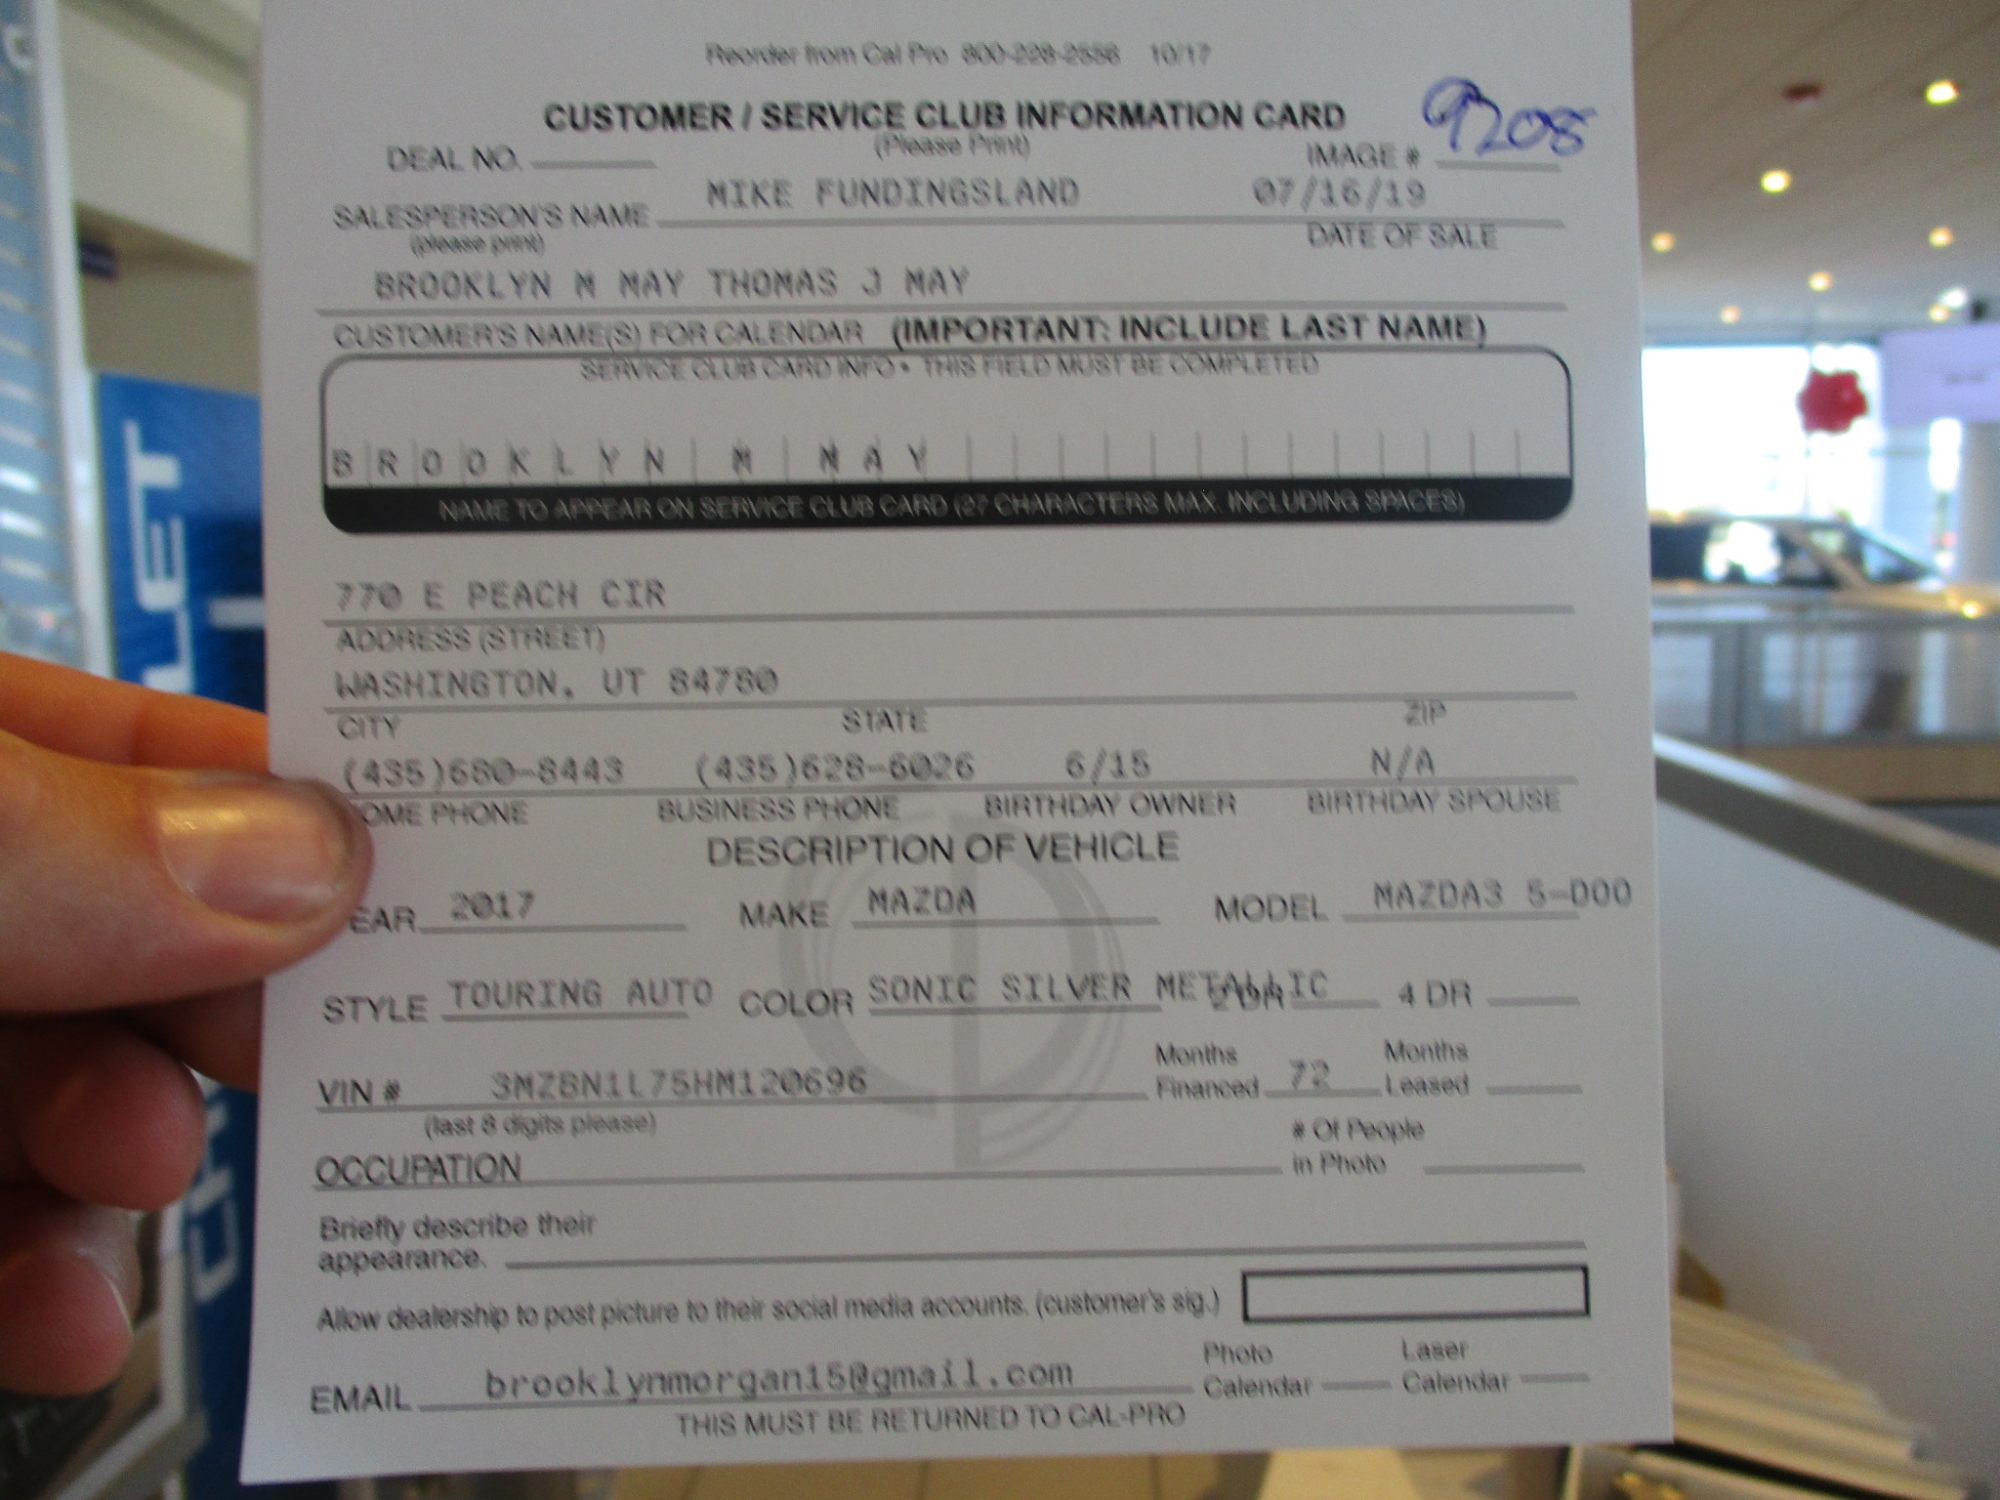 Reorder from Cal Pro 800-228-2556 10/17
CUSTOMER / SERVICE CLUB INFORMATION CARD
9208
DEAL NO. (Please Print) IMAGE #
SALESPERSON'S NAME MIKE FUNDINGSLAND 07/16/19
(please print) DATE OF SALE
BROOKLYN M MAY THOMAS J MAY
CUSTOMER'S NAME(S) FOR CALENDAR (IMPORTANT: INCLUDE LAST NAME)
SERVICE CLUB CARD INFO • THIS FIELD MUST BE COMPLETED
BROOKLYN M MAY
NAME TO APPEAR ON SERVICE CLUB CARD (27 CHARACTERS MAX. INCLUDING SPACES)
770 E PEACH CIR
ADDRESS (STREET)
WASHINGTON, UT 84780
CITY STATE ZIP
(435)680-8443 (435)628-6026 6/15 N/A
OME PHONE BUSINESS PHONE BIRTHDAY OWNER BIRTHDAY SPOUSE
DESCRIPTION OF VEHICLE
EAR 2017 MAKE MAZDA MODEL MAZDA3 5-DOO
STYLE TOURING AUTO COLOR SONIC SILVER METALLIC 2 DR 4 DR
VIN # 3MZBN1L75HM120696 Months Financed 72 Months Leased
(last 8 digits please)
OCCUPATION # Of People in Photo
Briefly describe their
appearance.
Allow dealership to post picture to their social media accounts. (customer's sig.)
EMAIL brooklynmorgan15@gmail.com Photo Calendar Laser Calendar
THIS MUST BE RETURNED TO CAL-PRO
LET